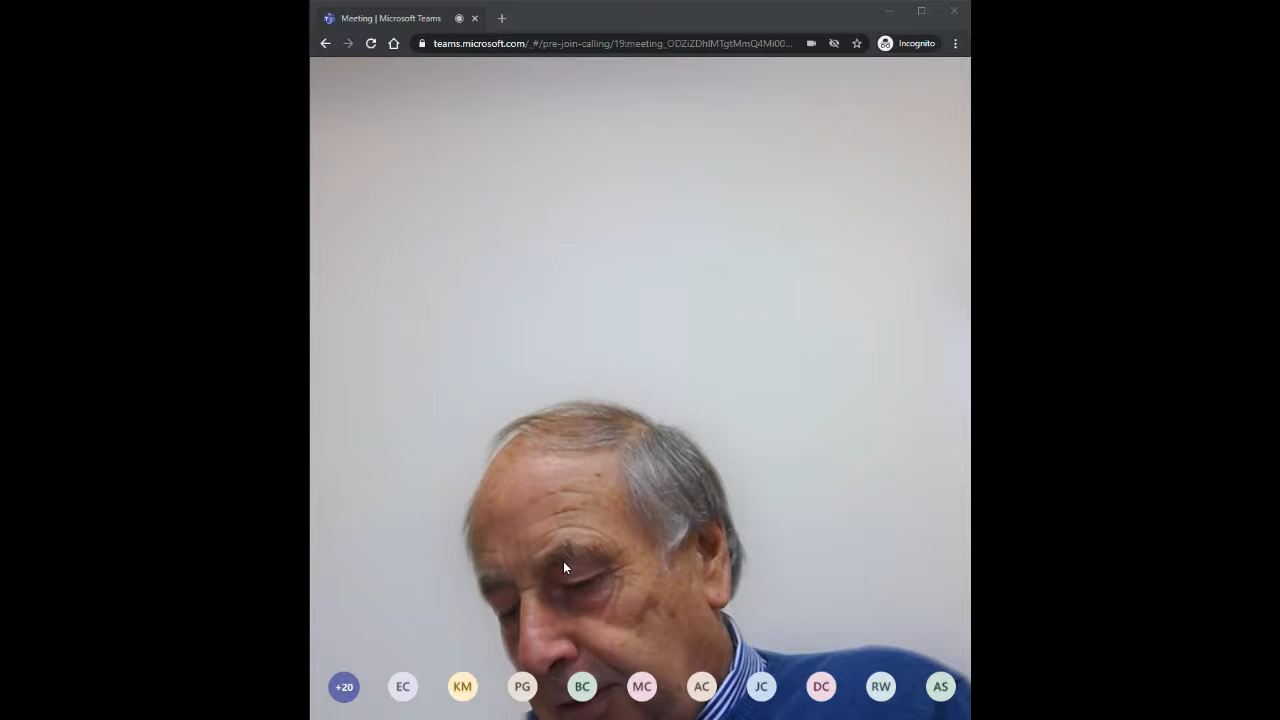 Meeting | Microsoft Teams
teams.microsoft.com/_#/pre-join-calling/19:meeting_ODZiZDhlMTgtMmQ4Mi00...
Incognito
+20 EC KM PG BC MC AC JC DC RW AS